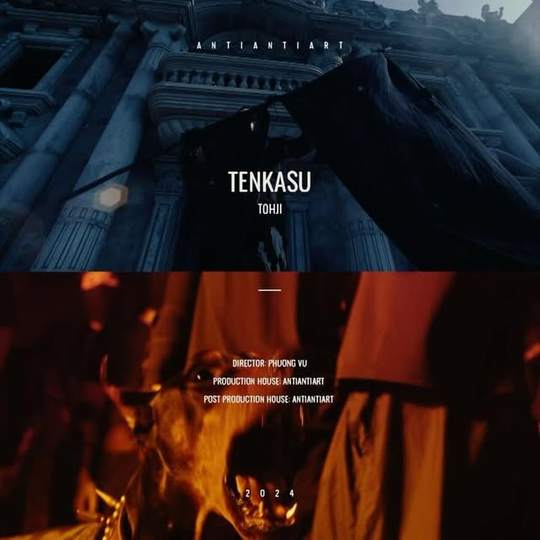 ANTIANTIART
TENKASU
TOHJI
DIRECTOR: PHUONG VU
PRODUCTION HOUSE: ANTIANTIART
POST PRODUCTION HOUSE: ANTIANTIART
2024